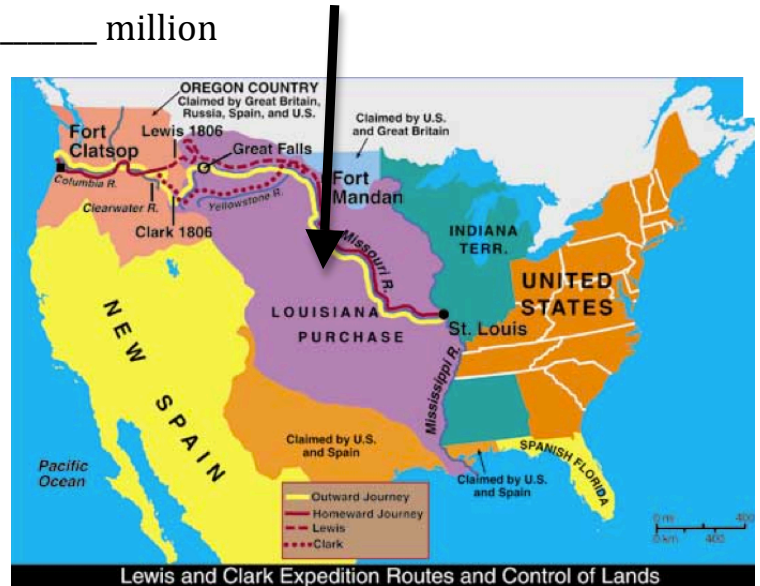 ______ million
OREGON COUNTRY
Claimed by Great Britain,
Russia, Spain, and U.S.
Fort
Clatsop
Lewis 1806
Great Falls
Claimed by U.S.
and Great Britain
Columbia R.
Clearwater R.
Yellowstone R.
Fort
Mandan
Clark 1806
Missouri R.
INDIANA
TERR.
UNITED
STATES
LOUISIANA
PURCHASE
St. Louis
NEW SPAIN
Mississippi R.
Claimed by U.S.
and Spain
SPANISH FLORIDA
Pacific
Ocean
Claimed by U.S.
and Spain
Outward Journey
Homeward Journey
Lewis
Clark
0 mi 400
0 km 400
Lewis and Clark Expedition Routes and Control of Lands